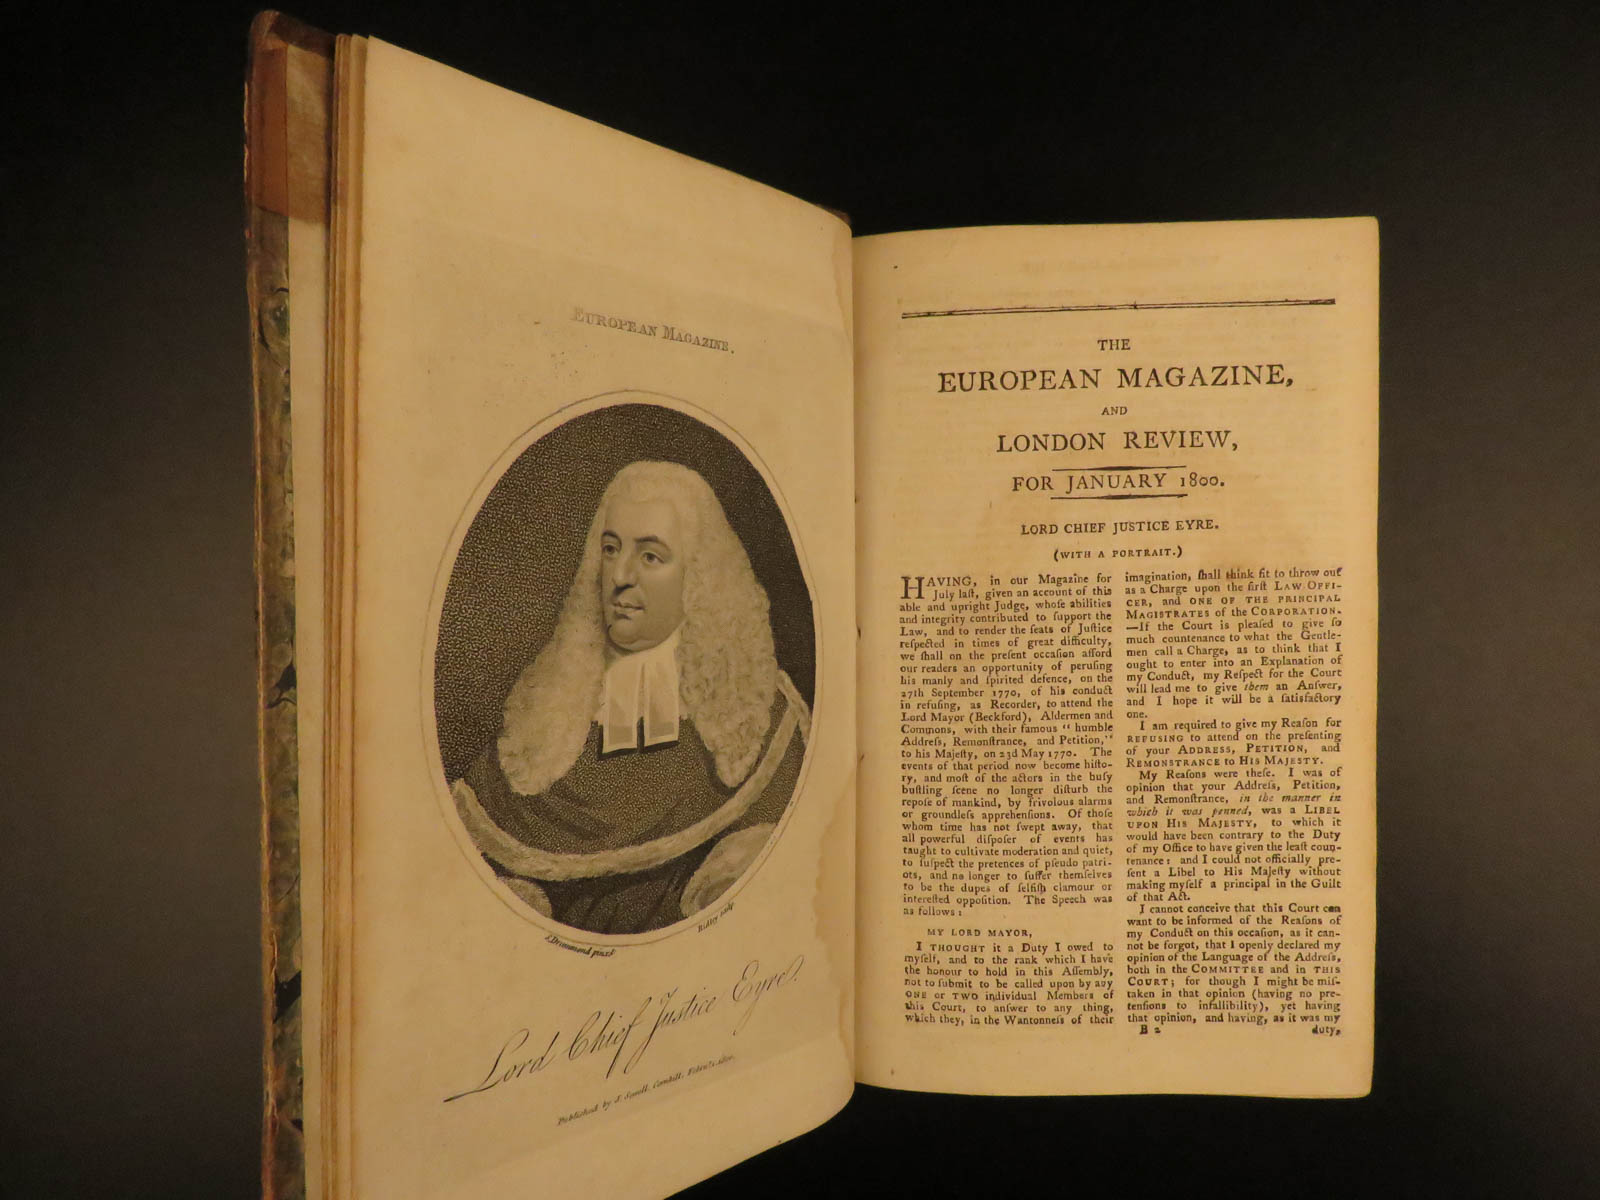 EUROPEAN MAGAZINE.
J. Drummond pinxt
Ridley sculp
Lord Chief Justice Eyre.
Published by J. Sewell, Cornhill,
THE
EUROPEAN MAGAZINE,
AND
LONDON REVIEW,
FOR JANUARY 1800.
LORD CHIEF JUSTICE EYRE.
(WITH A PORTRAIT.)
HAVING, in our Magazine for
July laſt, given an account of this
able and upright Judge, whoſe abilities
and integrity contributed to ſupport the
Law, and to render the ſeats of Juſtice
reſpected in times of great difficulty,
we ſhall on the preſent occaſion afford
our readers an opportunity of peruſing
his manly and ſpirited defence, on the
27th September 1770, of his conduct
in refuſing, as Recorder, to attend the
Lord Mayor (Beckford), Aldermen and
Commons, with their famous “ humble
Addreſs, Remonſtrance, and Petition,”
to his Majeſty, on 23d May 1770. The
events of that period now become hiſto-
ry, and moſt of the actors in the buſy
buſtling ſcene no longer diſturb the
repoſe of mankind, by frivolous alarms
or groundleſs apprehenſions. Of thoſe
whom time has not ſwept away, that
all powerful diſpoſer of events has
taught to cultivate moderation and quiet,
to ſuſpect the pretences of pſeudo patri-
ots, and no longer to ſuffer themſelves
to be the dupes of ſelfiſh clamour or
intereſted oppoſition. The Speech was
as follows :
MY LORD MAYOR,
I THOUGHT it a Duty I owed to
myſelf, and to the rank which I have
the honour to hold in this Aſſembly,
not to ſubmit to be called upon by any
ONE or TWO individual Members of
this Court, to anſwer to any thing,
which they, in the Wantonneſs of their
imagination, ſhall think fit to throw out
as a Charge upon the firſt LAW OFFI-
CER, and ONE OF THE PRINCIPAL
MAGISTRATES of the CORPORATION.
—If the Court is pleaſed to give ſo
much countenance to what the Gentle-
men call a Charge, as to think that I
ought to enter into an Explanation of
my Conduct, my Reſpect for the Court
will lead me to give them an Anſwer,
and I hope it will be a ſatisfactory
one.
I am required to give my Reaſon for
REFUSING to attend on the preſenting
of your ADDRESS, PETITION, and
REMONSTRANCE to HIS MAJESTY.
My Reaſons were theſe. I was of
opinion that your Addreſs, Petition,
and Remonſtrance, in the manner in
which it was penned, was a LIBEL
UPON HIS MAJESTY, to which it
would have been contrary to the Duty
of my Office to have given the leaſt coun-
tenance : and I could not officially pre-
ſent a Libel to His Majeſty without
making myſelf a principal in the Guilt
of that Act.
I cannot conceive that this Court can
want to be informed of the Reaſons of
my Conduct on this occaſion, as it can-
not be forgot, that I openly declared my
opinion of the Language of the Addreſs,
both in the COMMITTEE and in THIS
COURT ; for though I might be miſ-
taken in that opinion (having no pre-
tenſions to infallibility), yet having
that opinion, and having, as it was my
B 2
duty,